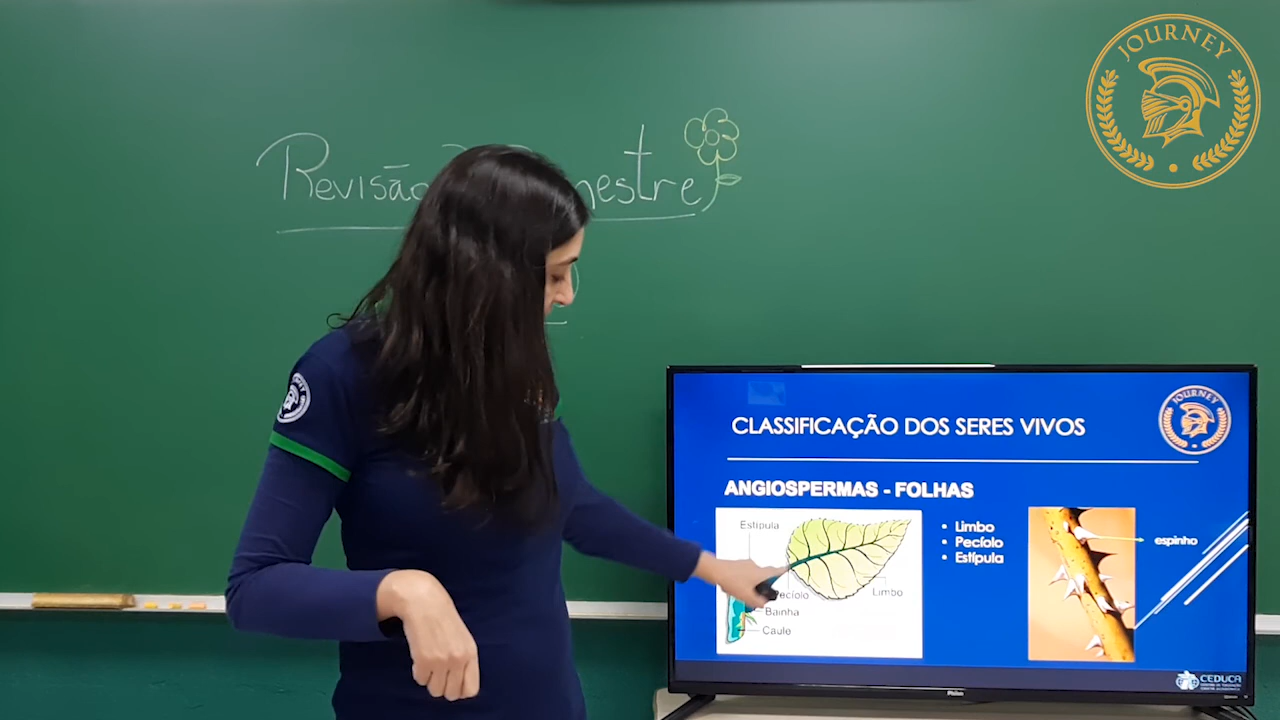 JOURNEY
Revisão mestre
JOURNEY
CLASSIFICAÇÃO DOS SERES VIVOS
ANGIOSPERMAS - FOLHAS
Estípula
Pecíolo
Limbo
Bainha
Caule
• Limbo
• Pecíolo
• Estípula
espinho
CEDUCA
Philco